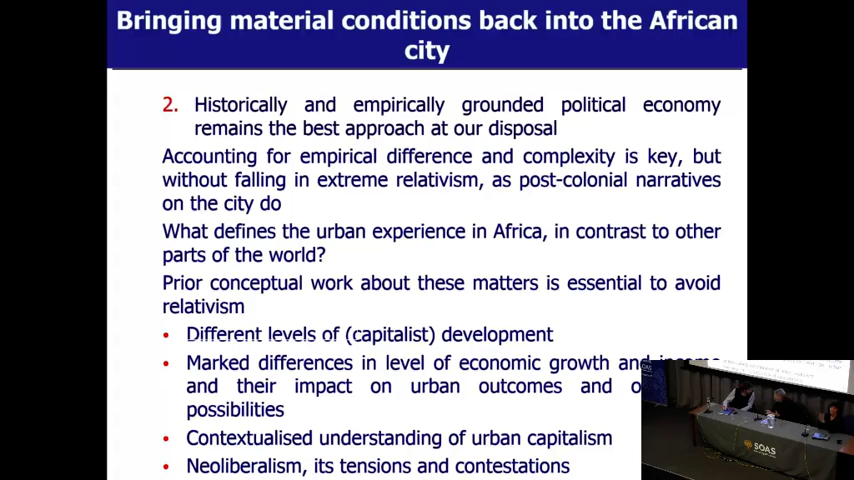 Bringing material conditions back into the African
city
2. Historically and empirically grounded political economy
remains the best approach at our disposal
Accounting for empirical difference and complexity is key, but
without falling in extreme relativism, as post-colonial narratives
on the city do
What defines the urban experience in Africa, in contrast to other
parts of the world?
Prior conceptual work about these matters is essential to avoid
relativism
• Different levels of (capitalist) development
• Marked differences in level of economic growth and income
and their impact on urban outcomes and
possibilities
• Contextualised understanding of urban capitalism
• Neoliberalism, its tensions and contestations
SOAS